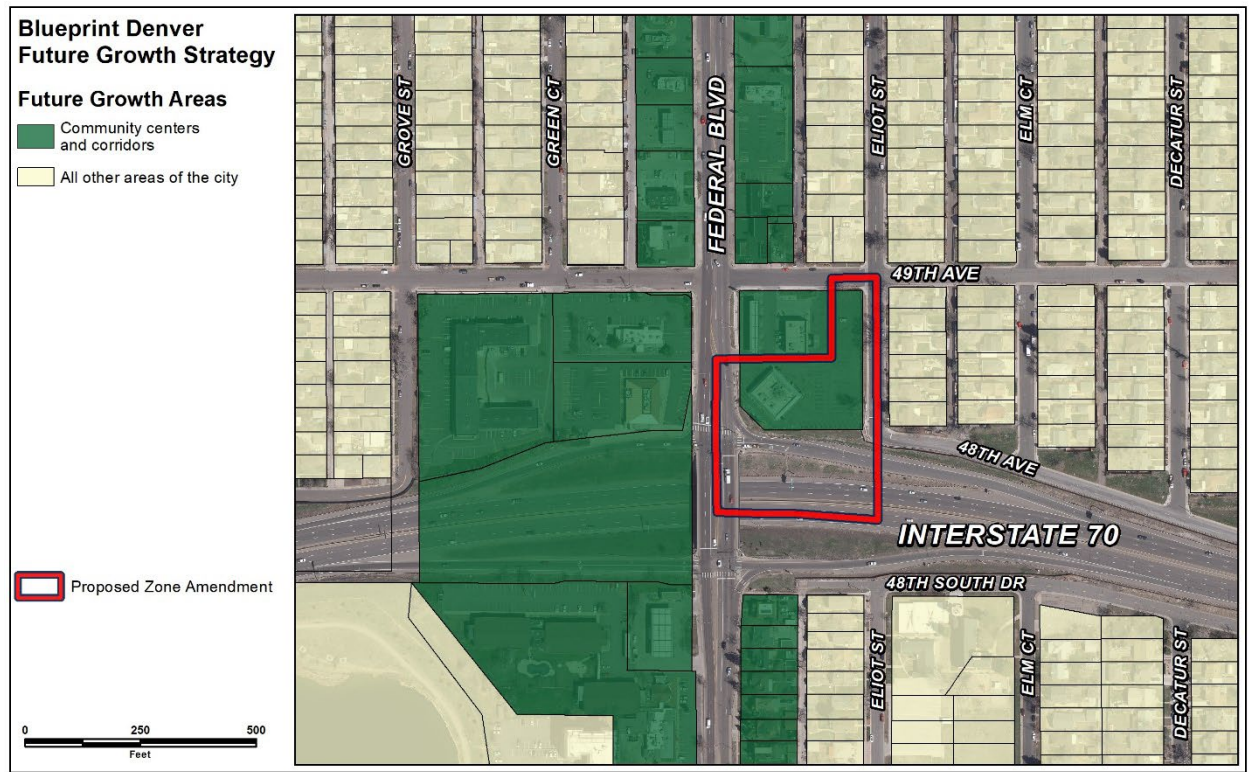 Blueprint Denver
Future Growth Strategy
Future Growth Areas
Community centers
and corridors
All other areas of the city
Proposed Zone Amendment
0 250 500
Feet
GROVE ST
GREEN CT
FEDERAL BLVD
ELIOT ST
ELM CT
DECATUR ST
49TH AVE
48TH AVE
INTERSTATE 70
48TH SOUTH DR
ELIOT ST
ELM CT
DECATUR ST